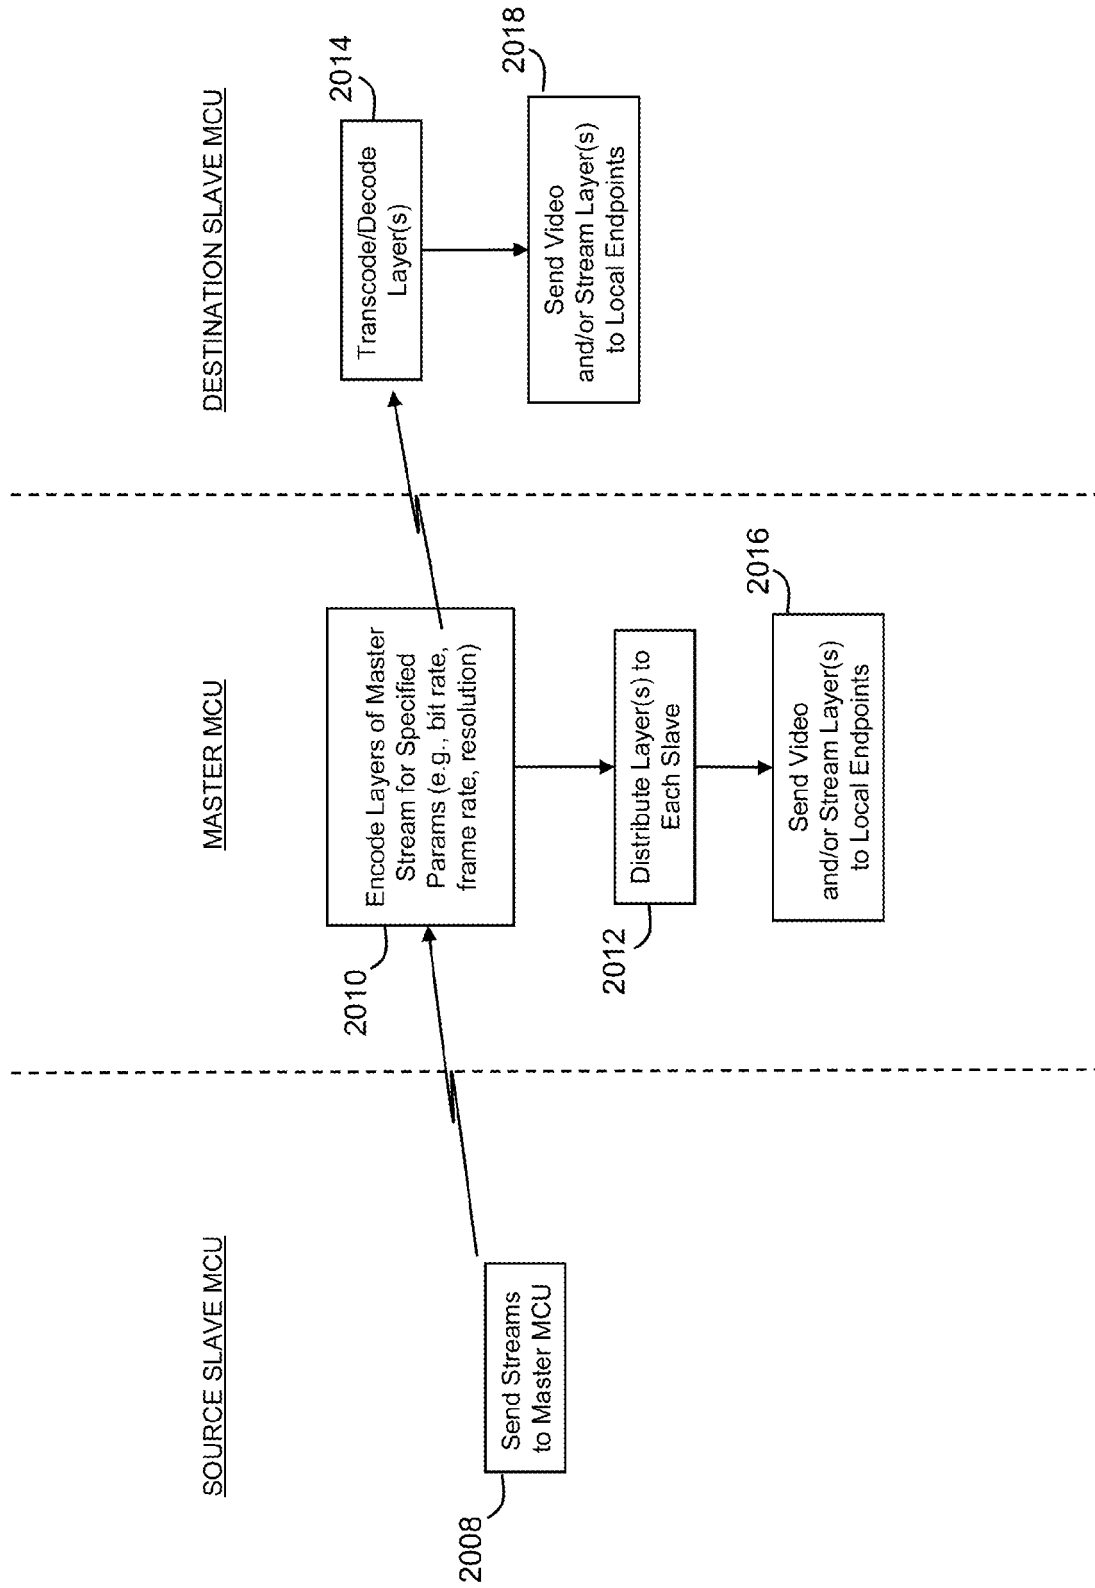 SOURCE SLAVE MCU
2008
Send Streams
to Master MCU
MASTER MCU
2010
Encode Layers of Master
Stream for Specified
Params (e.g., bit rate,
frame rate, resolution)
2012
Distribute Layer(s) to
Each Slave
2016
Send Video
and/or Stream Layer(s)
to Local Endpoints
DESTINATION SLAVE MCU
2014
Transcode/Decode
Layer(s)
2018
Send Video
and/or Stream Layer(s)
to Local Endpoints